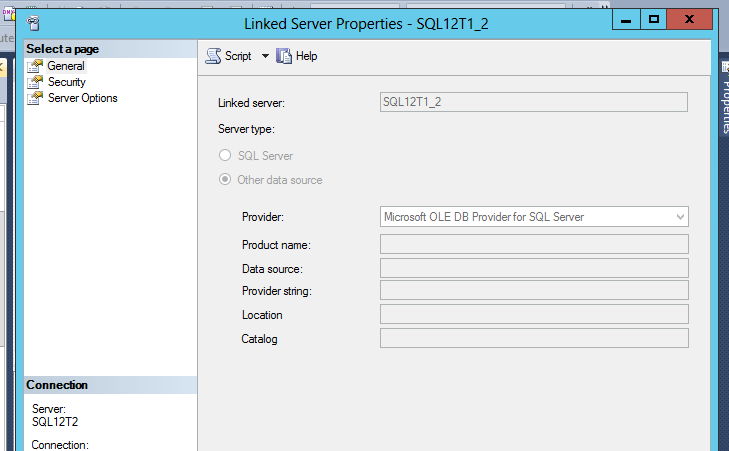 Linked Server Properties - SQL12T1_2
Select a page
General
Security
Server Options
Script
Help
Linked server:
SQL12T1_2
Server type:
SQL Server
Other data source
Provider:
Microsoft OLE DB Provider for SQL Server
Product name:
Data source:
Provider string:
Location
Catalog
Connection
Server:
SQL12T2
Connection:
Properties